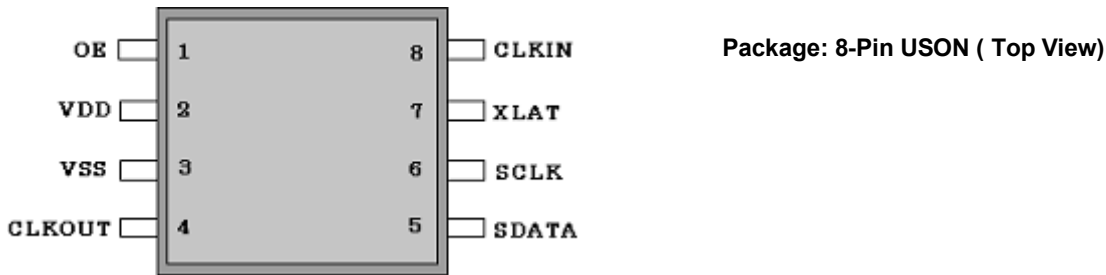 OE 1 8 CLKIN Package: 8-Pin USON ( Top View)
VDD 2 7 XLAT
VSS 3 6 SCLK
CLKOUT 4 5 SDATA